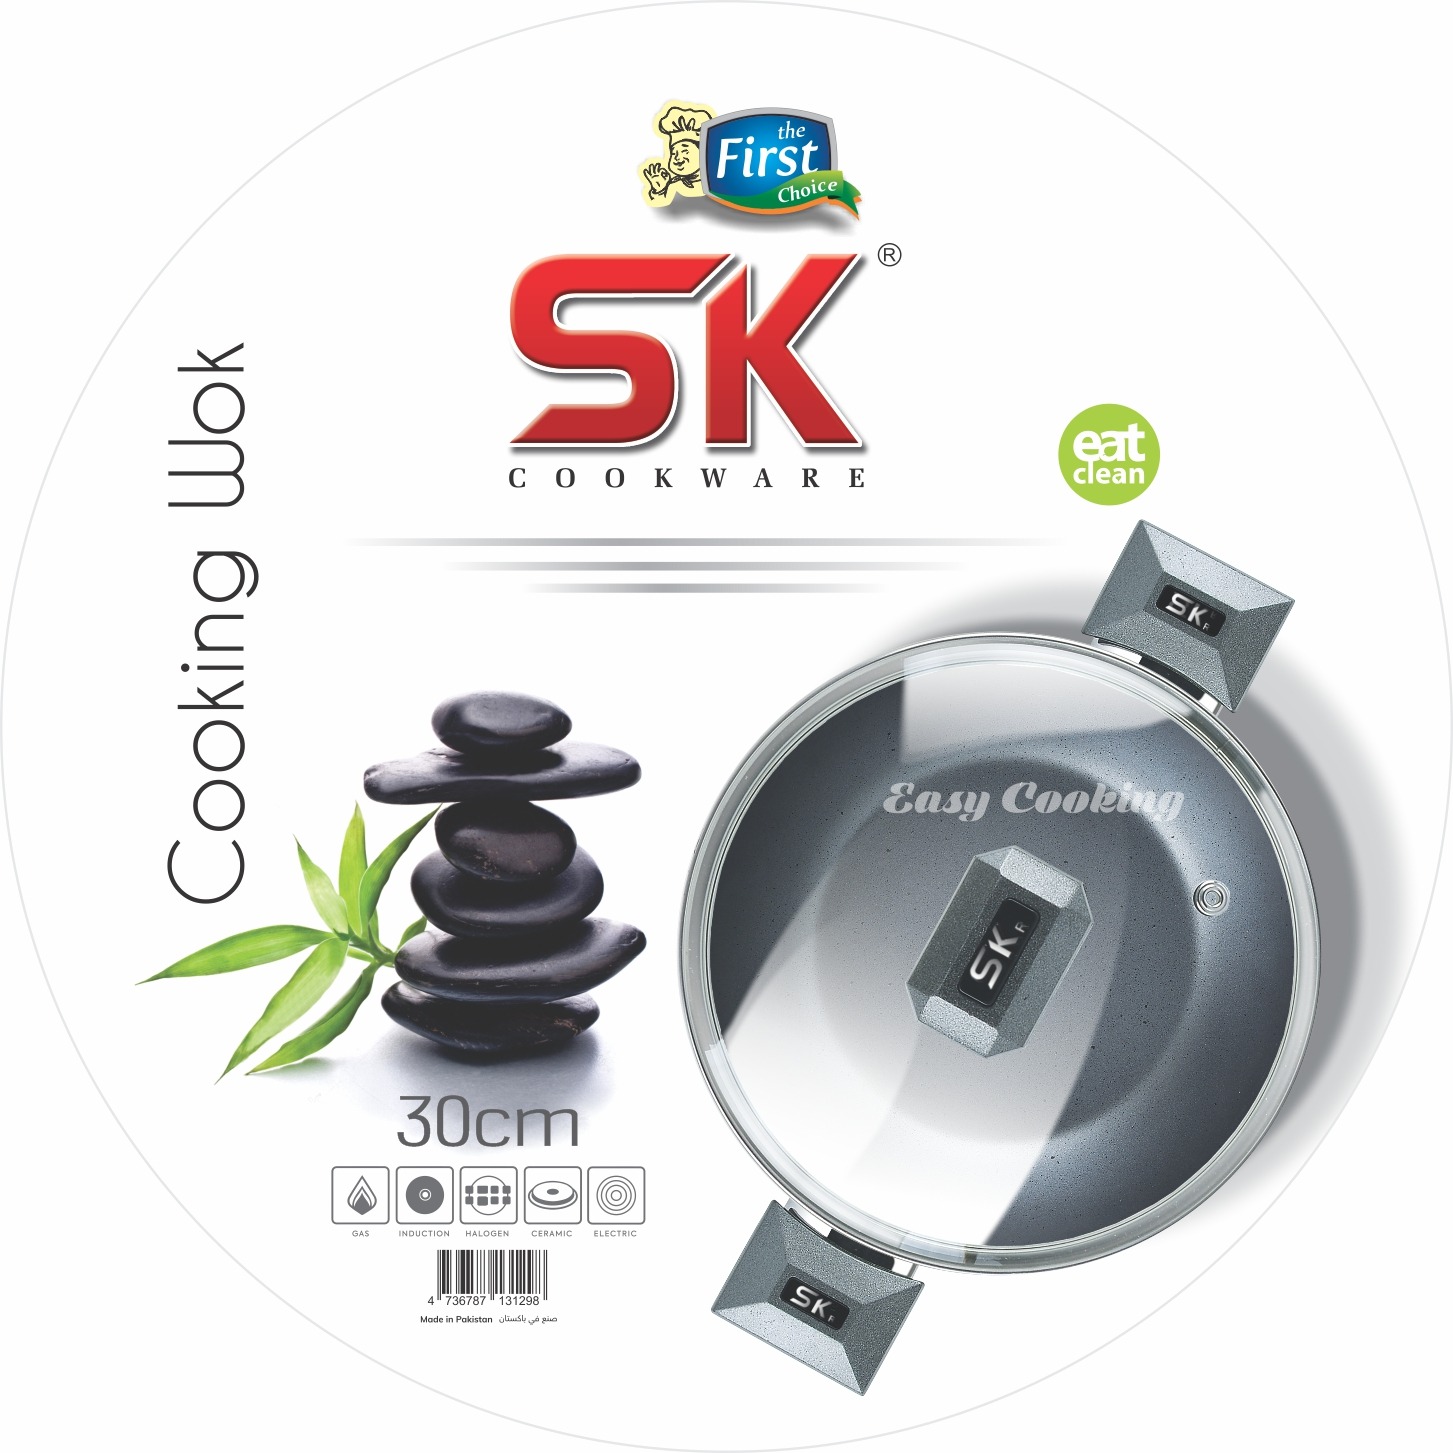 the
First
Choice
SK®
COOKWARE
Cooking Wok
eat
clean
SK R
Easy Cooking
SK R
30cm
GAS INDUCTION HALOGEN CERAMIC ELECTRIC
4 736787 131298
Made in Pakistan صنع في باكستان
SK R